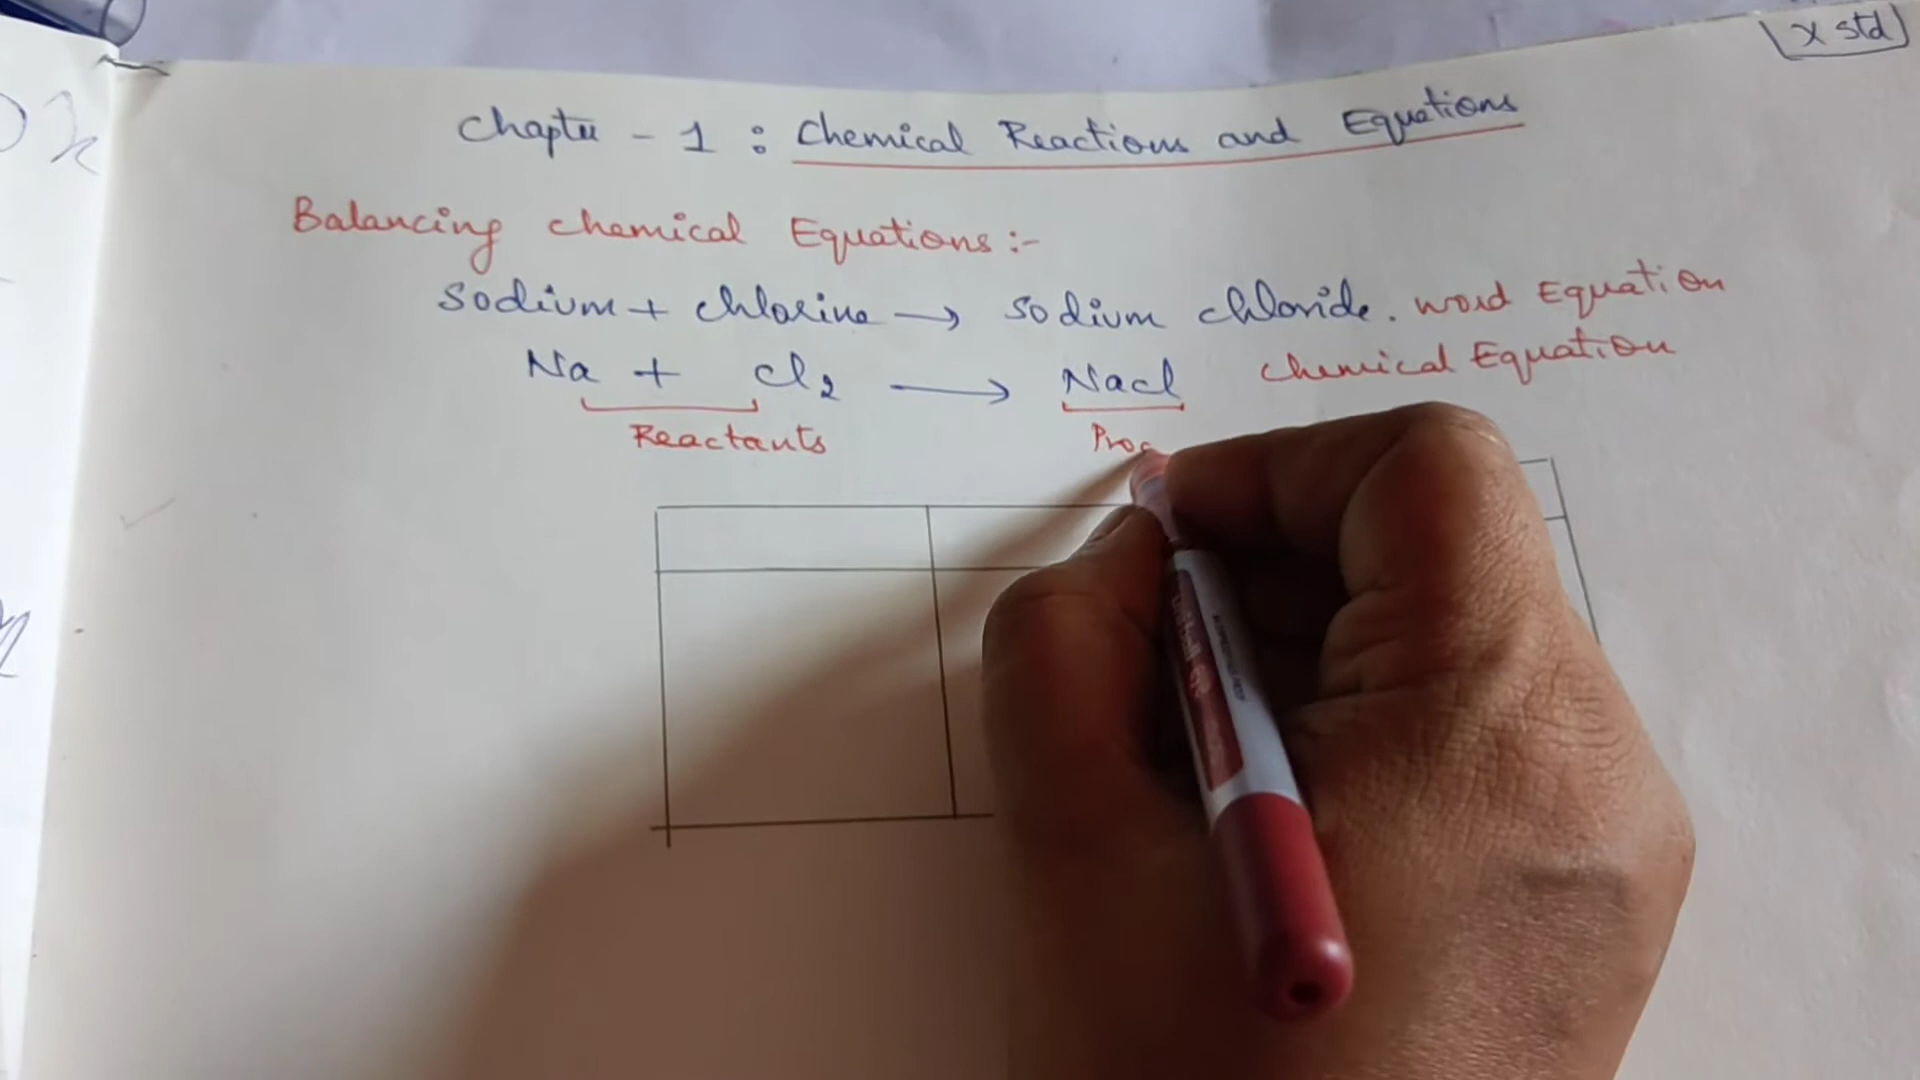 X std
Chapter - 1 : Chemical Reactions and Equations
Balancing chemical Equations :-
Sodium + chlorine → sodium chloride. word Equation
Na + Cl₂ → Nacl chemical Equation
Reactants